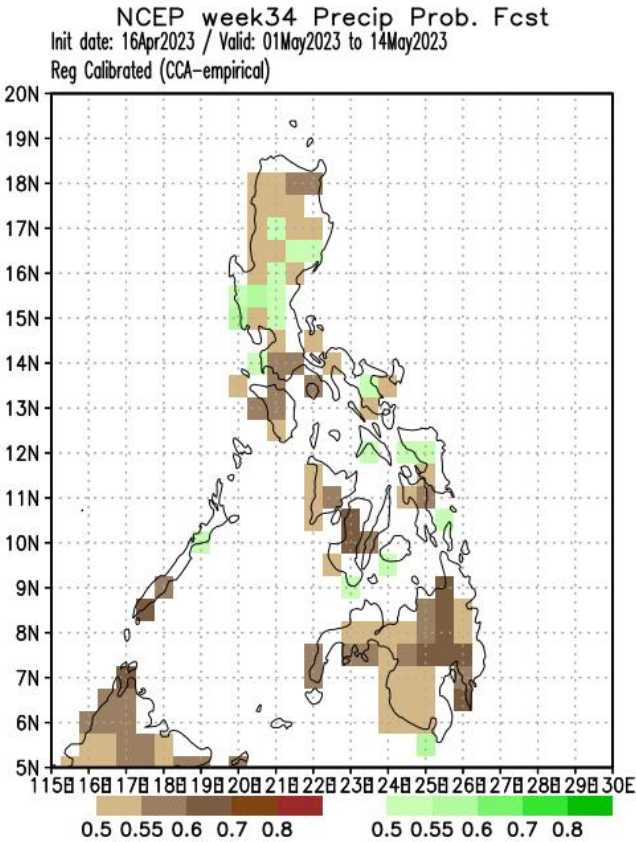 NCEP week34 Precip Prob. Fcst
Init date: 16Apr2023 / Valid: 01May2023 to 14May2023
Reg Calibrated (CCA-empirical)
20N
19N
18N
17N
16N
15N
14N
13N
12N
11N
10N
9N
8N
7N
6N
5N
115E 116E 117E 118E 119E 120E 121E 122E 123E 124E 125E 126E 127E 128E 129E 130E
0.5 0.55 0.6 0.7 0.8 0.5 0.55 0.6 0.7 0.8